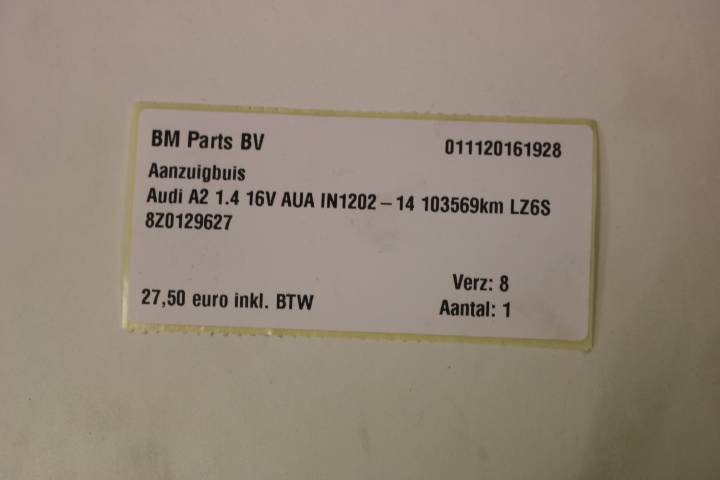 BM Parts BV 011120161928
Aanzuigbuis
Audi A2 1.4 16V AUA IN1202 – 14 103569km LZ6S
8Z0129627
Verz: 8
27,50 euro inkl. BTW Aantal: 1